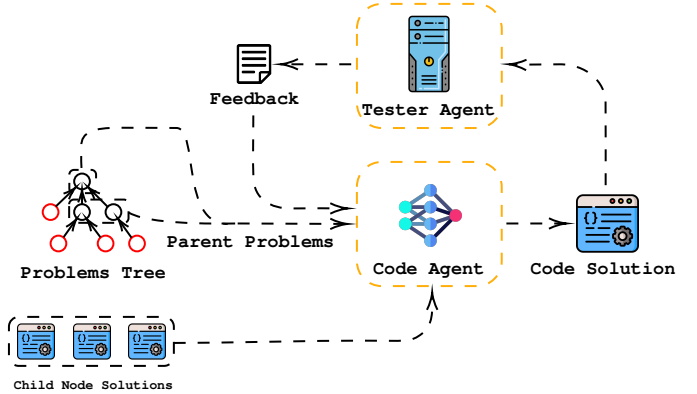 Feedback
Tester Agent
Parent Problems
Problems Tree
Code Agent
Code Solution
{}
{}
{}
{}
Child Node Solutions